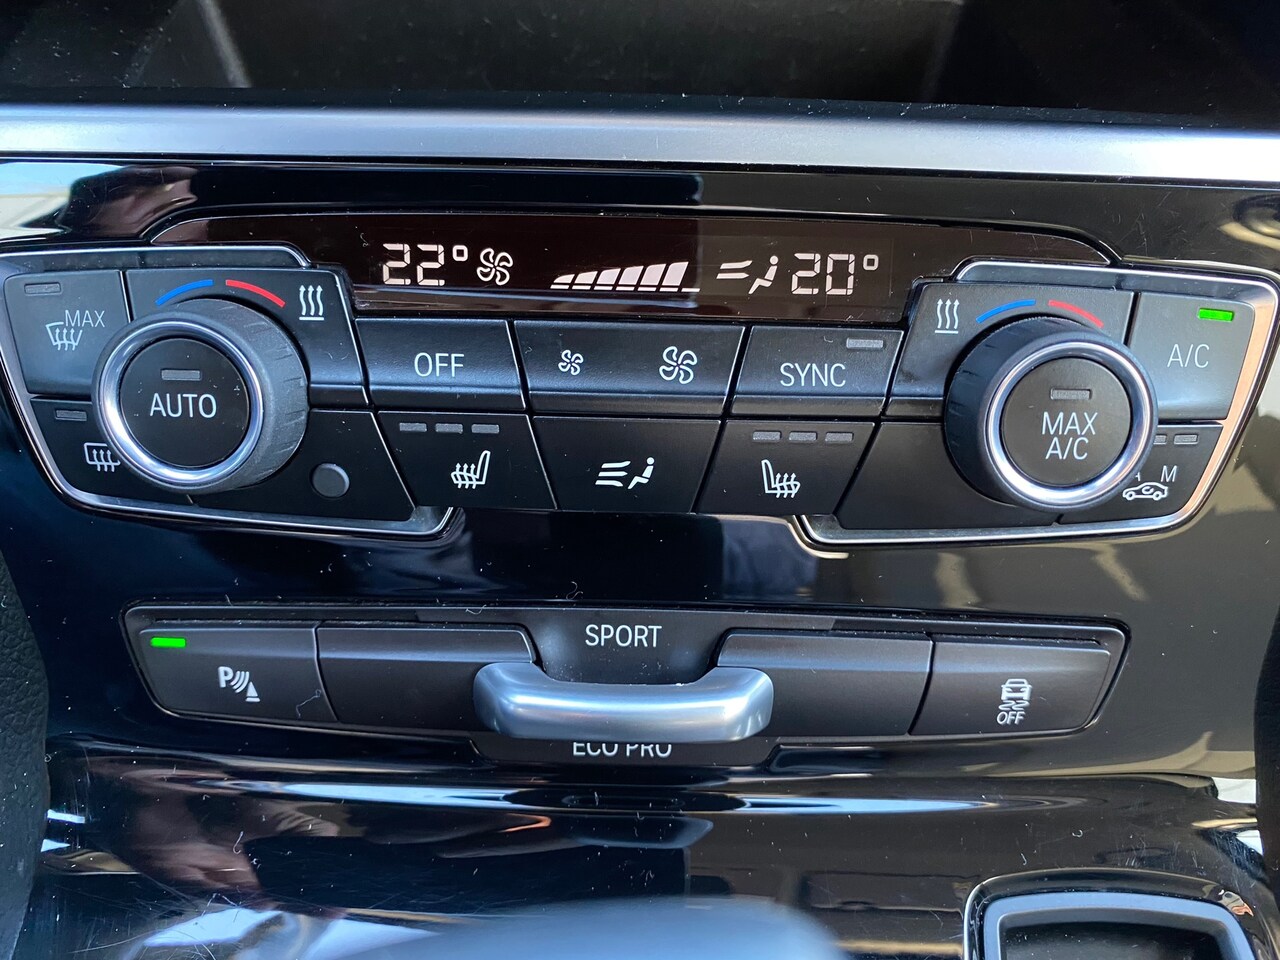 22° 20°
MAX
OFF
SYNC
A/C
AUTO
MAX
A/C
A M
P
SPORT
OFF
ECO PRO